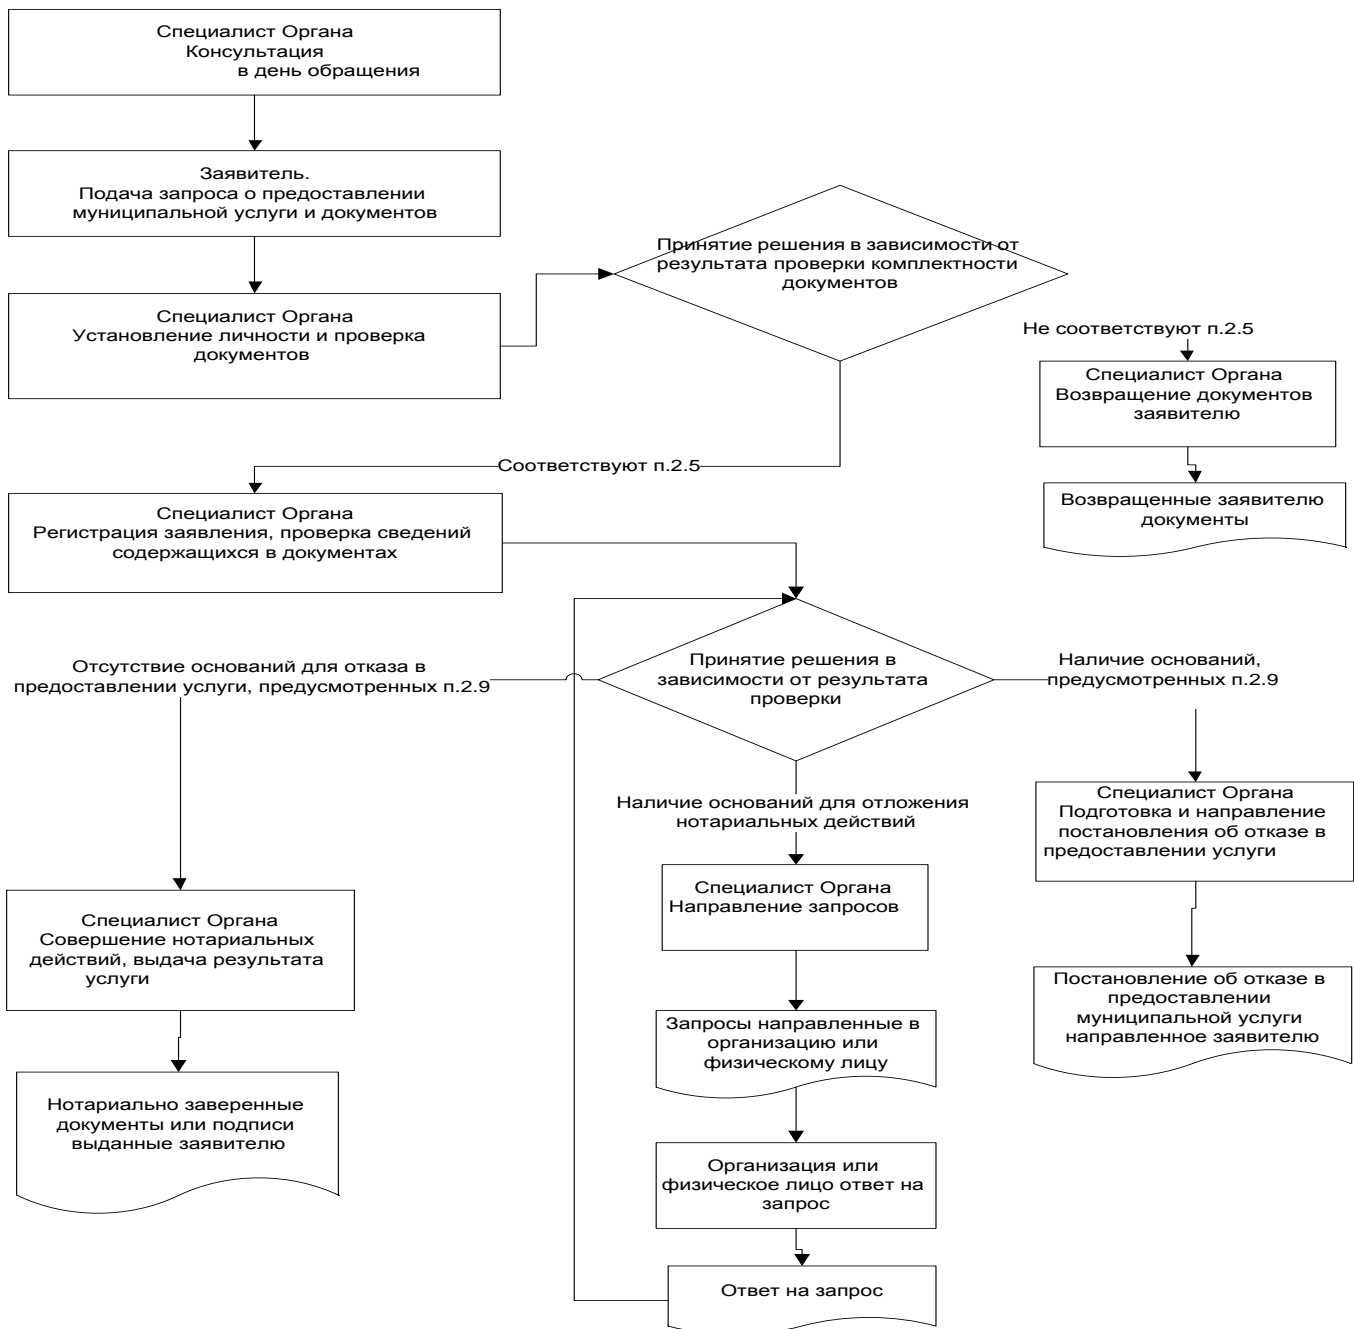 Специалист Органа
Консультация
в день обращения
Заявитель.
Подача запроса о предоставлении
муниципальной услуги и документов
Специалист Органа
Установление личности и проверка
документов
Принятие решения в зависимости от
результата проверки комплектности
документов
Не соответствуют п.2.5
Специалист Органа
Возвращение документов
заявителю
Возвращенные заявителю
документы
Соответствуют п.2.5
Специалист Органа
Регистрация заявления, проверка сведений
содержащихся в документах
Принятие решения в
зависимости от результата
проверки
Отсутствие оснований для отказа в
предоставлении услуги, предусмотренных п.2.9
Специалист Органа
Совершение нотариальных
действий, выдача результата
услуги
Нотариально заверенные
документы или подписи
выданные заявителю
Наличие оснований для отложения
нотариальных действий
Специалист Органа
Направление запросов
Запросы направленные в
организацию или
физическому лицу
Организация или
физическое лицо ответ на
запрос
Ответ на запрос
Наличие оснований,
предусмотренных п.2.9
Специалист Органа
Подготовка и направление
постановления об отказе в
предоставлении услуги
Постановление об отказе в
предоставлении
муниципальной услуги
направленное заявителю